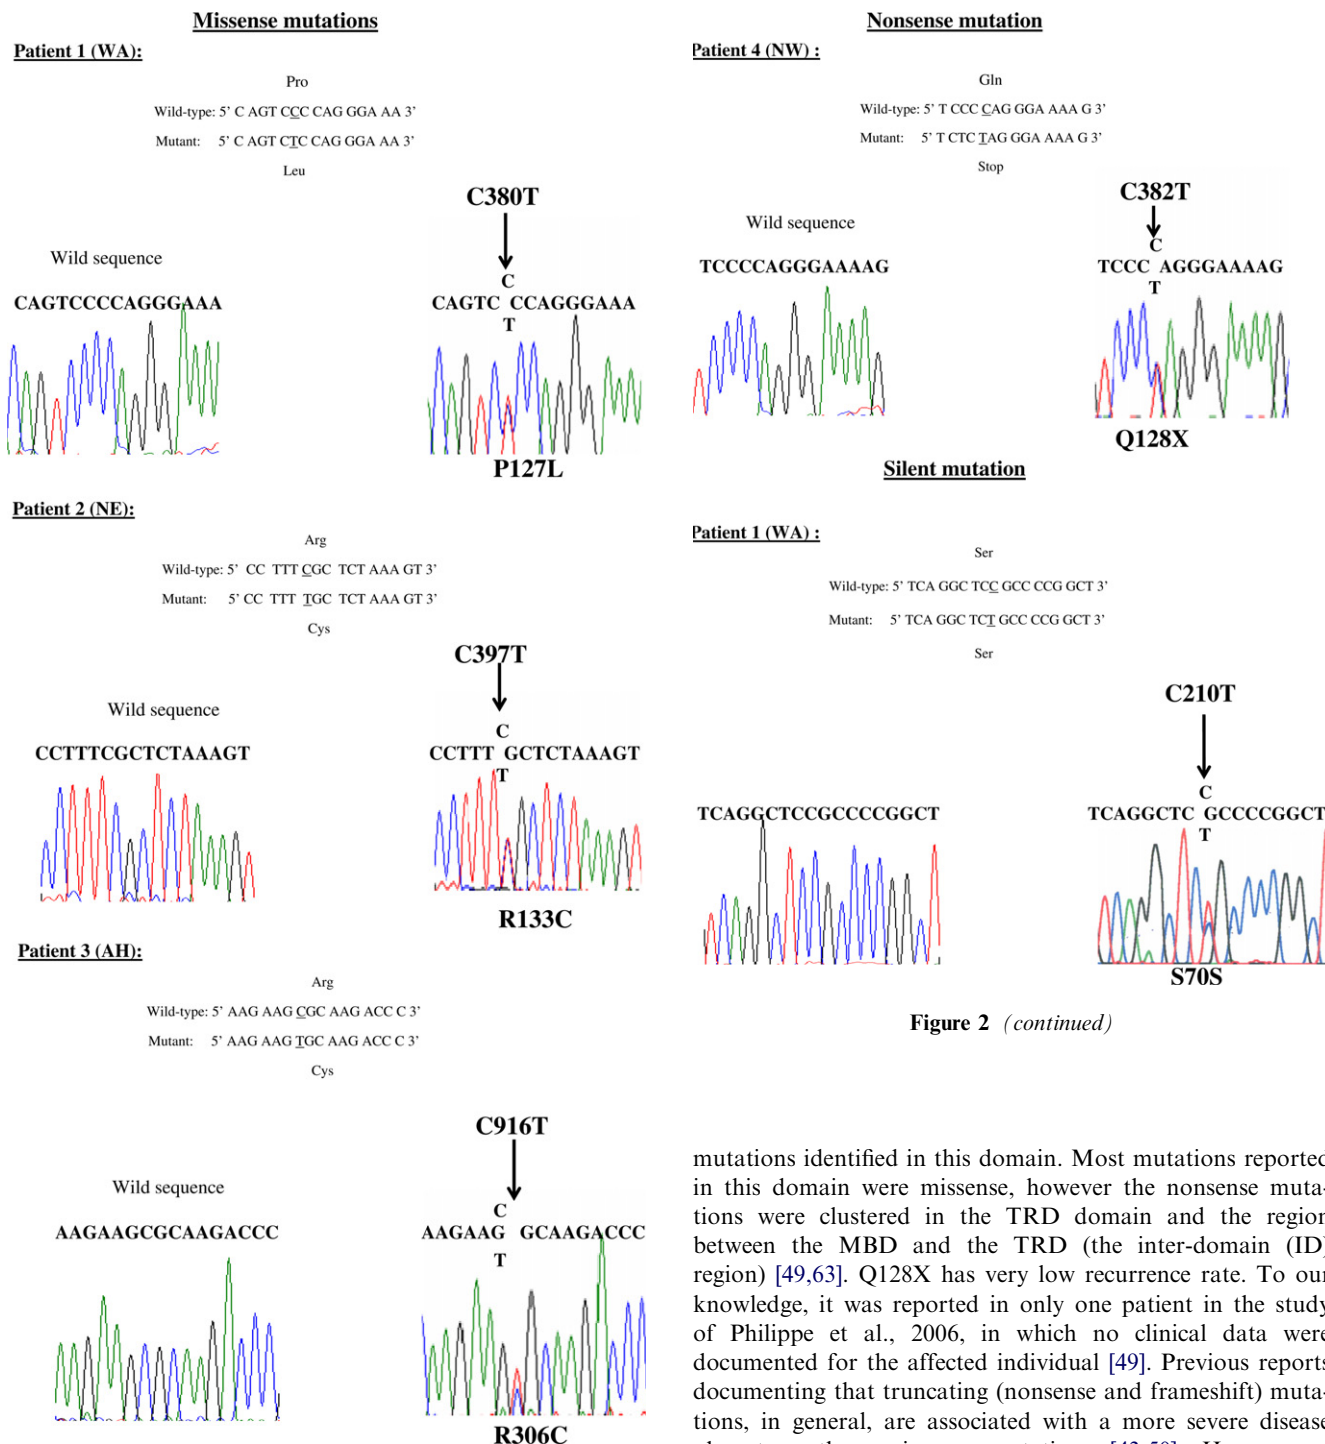 Missense mutations
Patient 1 (WA):
Pro
Wild-type: 5' C AGT CCC CAG GGA AA 3'
Mutant: 5' C AGT CTC CAG GGA AA 3'
Leu
C380T
Wild sequence
C
CAGTCCCCAGGGAAA
CAGTC CCAGGGAAA
T
P127L
Patient 2 (NE):
Arg
Wild-type: 5' CC TTT CGC TCT AAA GT 3'
Mutant: 5' CC TTT TGC TCT AAA GT 3'
Cys
C397T
Wild sequence
C
CCTTTCGCTCTAAAGT
CCTTT GCTCTAAAGT
T
R133C
Patient 3 (AH):
Arg
Wild-type: 5' AAG AAG CGC AAG ACC C 3'
Mutant: 5' AAG AAG TGC AAG ACC C 3'
Cys
C916T
Wild sequence
C
AAGAAGCGCAAGACCC
AAGAAG GCAAGACCC
T
R306C
Nonsense mutation
Patient 4 (NW) :
Gln
Wild-type: 5' T CCC CAG GGA AAA G 3'
Mutant: 5' T CTC TAG GGA AAA G 3'
Stop
C382T
Wild sequence
C
TCCCCAGGGAAAAG
TCCC AGGGAAAAG
T
Q128X
Silent mutation
Patient 1 (WA) :
Ser
Wild-type: 5' TCA GGC TCC GCC CCG GCT 3'
Mutant: 5' TCA GGC TCT GCC CCG GCT 3'
Ser
C210T
C
TCAGGCTCCGCCCCGGCT
TCAGGCTC GCCCCGGCT
T
S70S
Figure 2 (continued)
mutations identified in this domain. Most mutations reported
in this domain were missense, however the nonsense muta-
tions were clustered in the TRD domain and the region
between the MBD and the TRD (the inter-domain (ID)
region) [49,63]. Q128X has very low recurrence rate. To our
knowledge, it was reported in only one patient in the study
of Philippe et al., 2006, in which no clinical data were
documented for the affected individual [49]. Previous reports
documenting that truncating (nonsense and frameshift) muta-
tions, in general, are associated with a more severe disease